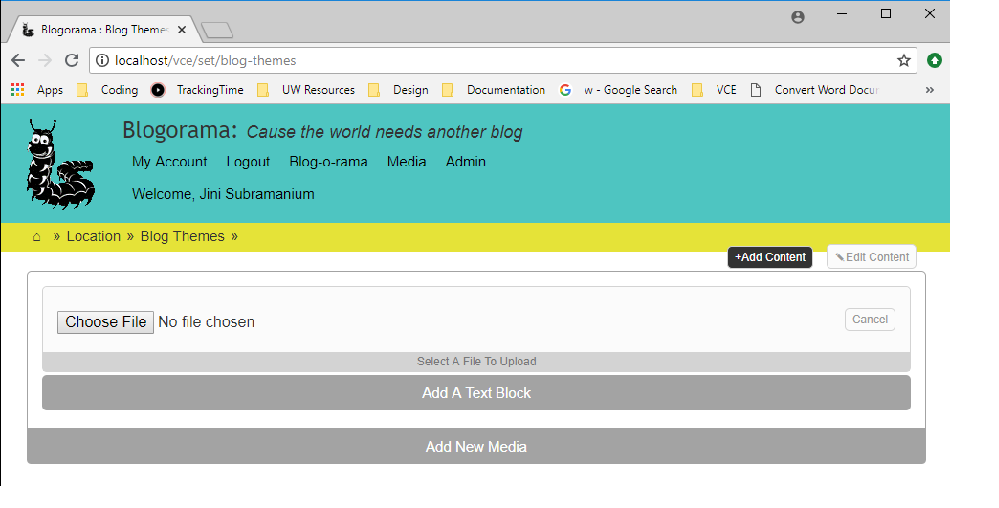 Blogorama : Blog Theme
localhost/vce/set/blog-themes
Apps Coding TrackingTime UW Resources Design Documentation w - Google Search VCE Convert Word Docu »
Blogorama: Cause the world needs another blog
My Account Logout Blog-o-rama Media Admin
Welcome, Jini Subramanium
» Location » Blog Themes »
+Add Content Edit Content
Choose File No file chosen Cancel
Select A File To Upload
Add A Text Block
Add New Media